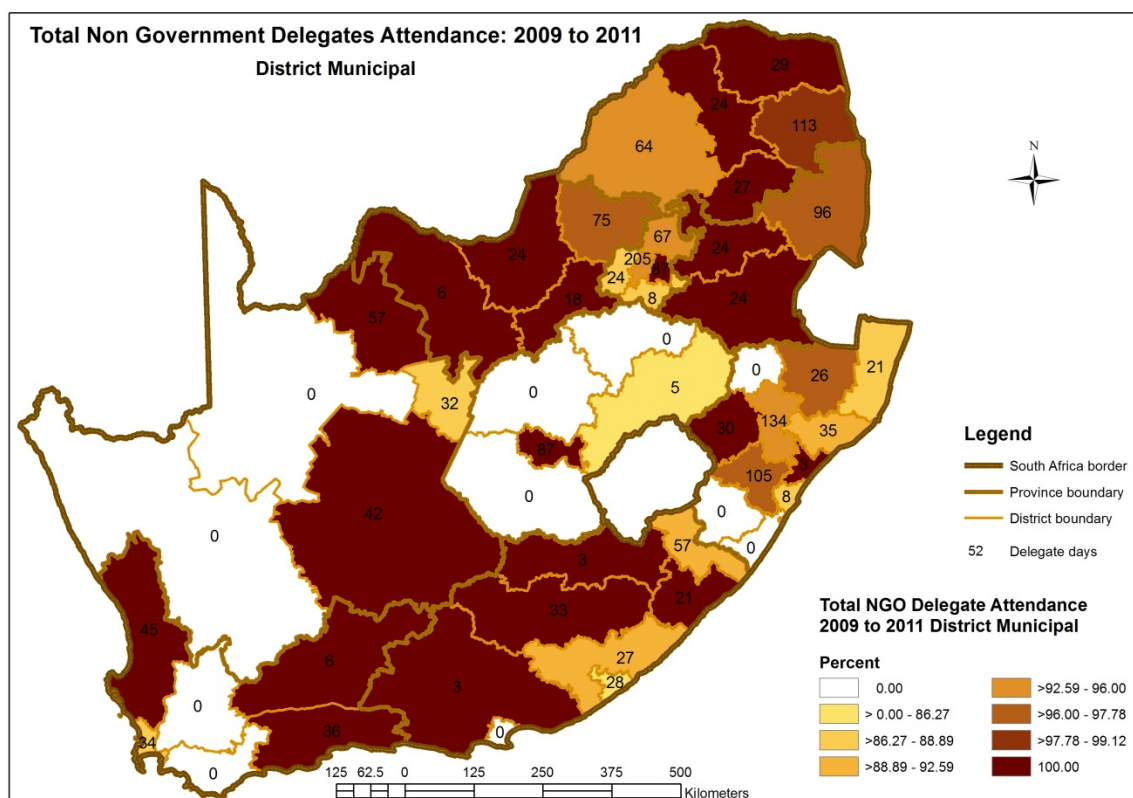 Total Non Government Delegates Attendance: 2009 to 2011
District Municipal
29
24
113
64
27
96
N
75
67
24
205
87
24
24
6
18
8
24
57
0
0
21
26
0
5
0
32
134
35
30
87
3
105
8
0
0
42
0
0
57
3
21
33
45
27
6
28
3
0
36
0
34
0
Legend
South Africa border
Province boundary
District boundary
52 Delegate days
Total NGO Delegate Attendance
2009 to 2011 District Municipal
Percent
0.00
> 0.00 - 86.27
>86.27 - 88.89
>88.89 - 92.59
>92.59 - 96.00
>96.00 - 97.78
>97.78 - 99.12
100.00
125 62.5 0 125 250 375 500
Kilometers